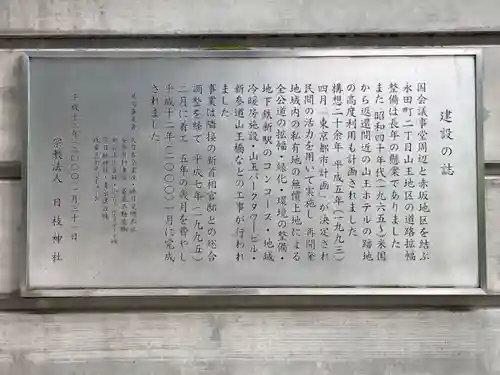 建設の誌
国会議事堂周辺と赤坂地区を結ぶ
永田町二丁目山王地区の道路拡幅
整備は長年の懸案でありました
また 昭和四十年代(一九六五〜)米国
から返還間近の山王ホテルの跡地
の高度利用も計画されました
構想二十余年 平成五年(一九九三)
四月「東京都市計画」が決定され
民間の活力を用いて実施し 再開発
地域内の私有地の無償上地による
全公道の拡幅・緑化・環境の整備・
地下鉄新駅・コンコース・地域
冷暖房施設・山王パークタワービル・
新参道山王橋などの工事が行われ
ました
事業は隣接の新首相官邸との総合
調整を経て 平成七年(一九九五)
二月に着工 五年の歳月を費やし
平成十二年(二〇〇〇)一月に完成
されました
平成十二年(二〇〇〇)一月三十一日
宗教法人 日枝神社